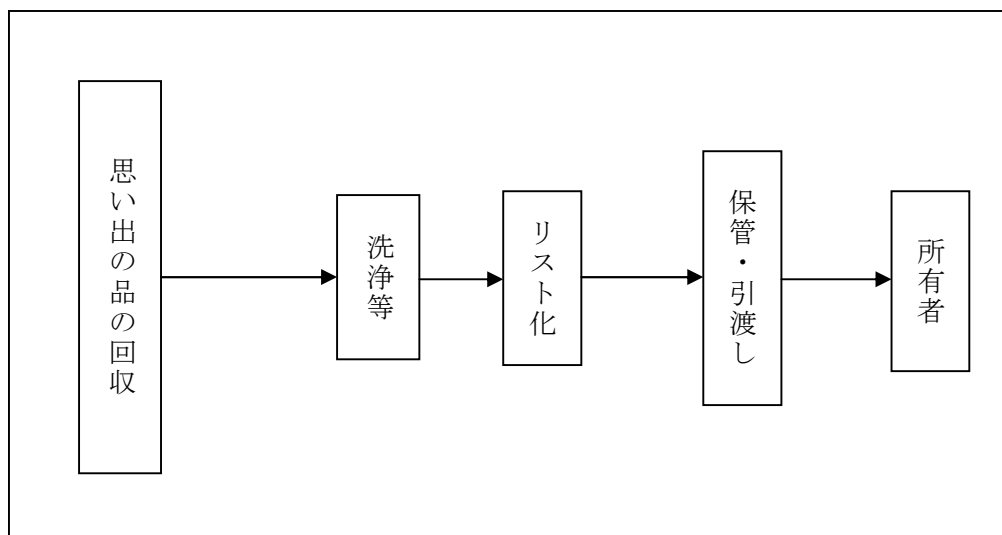 思い出の品の回収
洗浄等
リスト化
保管・引渡し
所有者